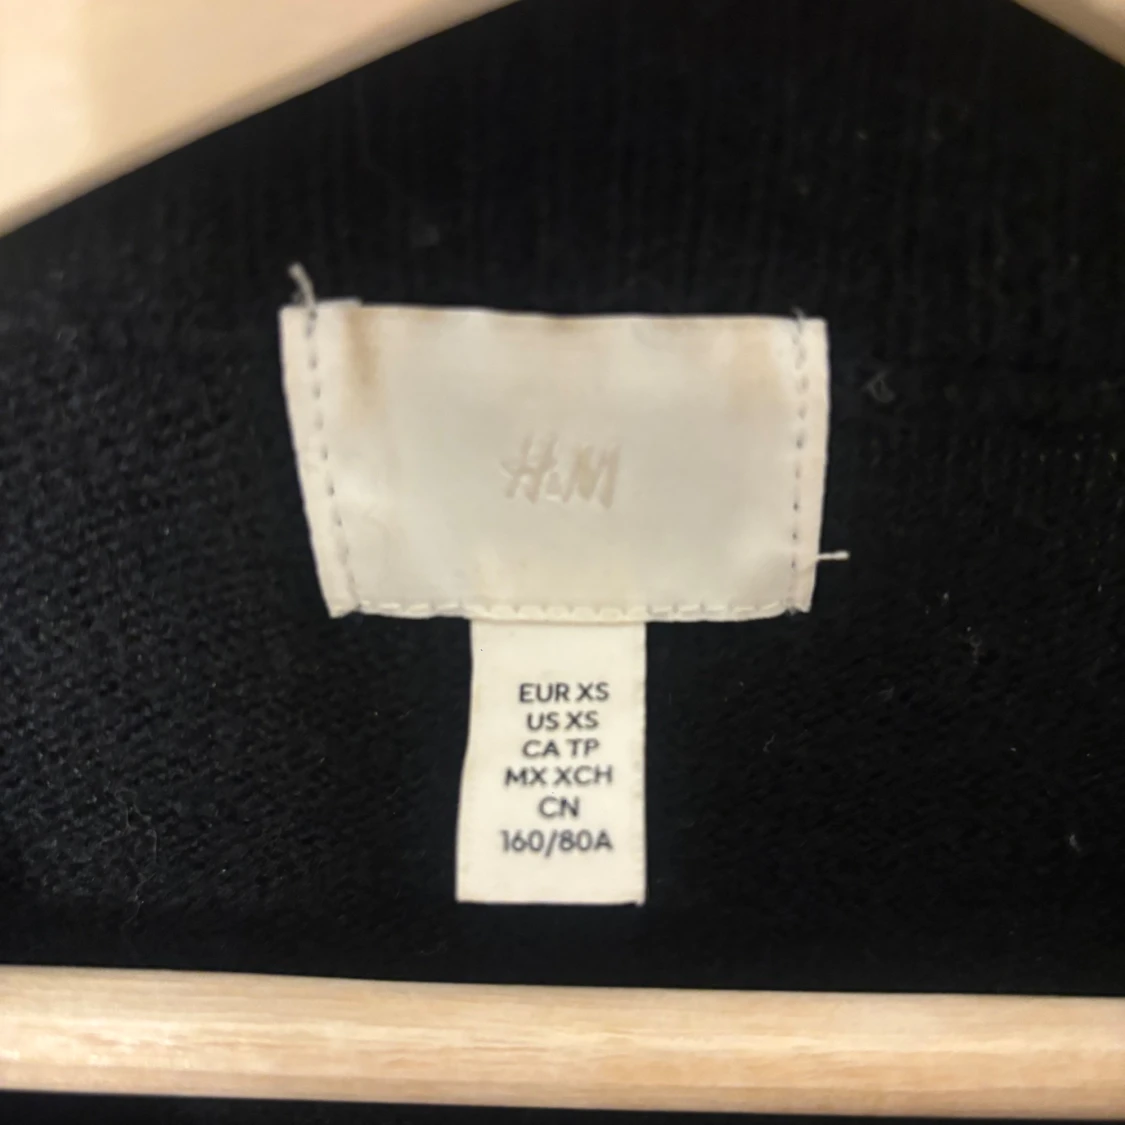 H&M
EUR XS
US XS
CA TP
MX XCH
CN
160/80A